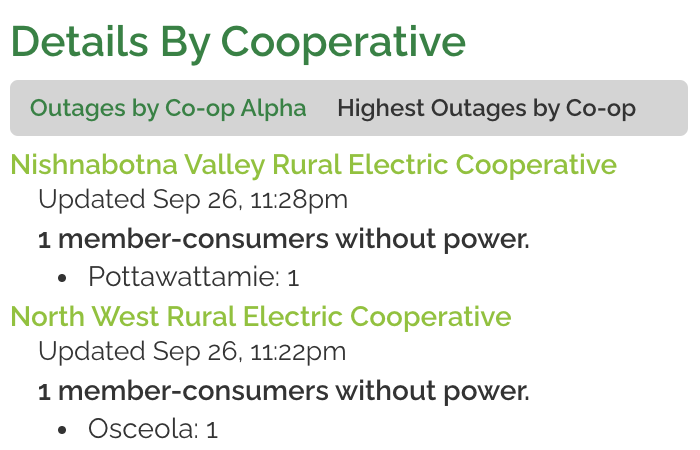 Details By Cooperative
Outages by Co-op Alpha Highest Outages by Co-op
Nishnabotna Valley Rural Electric Cooperative
Updated Sep 26, 11:28pm
1 member-consumers without power.
• Pottawattamie: 1
North West Rural Electric Cooperative
Updated Sep 26, 11:22pm
1 member-consumers without power.
• Osceola: 1